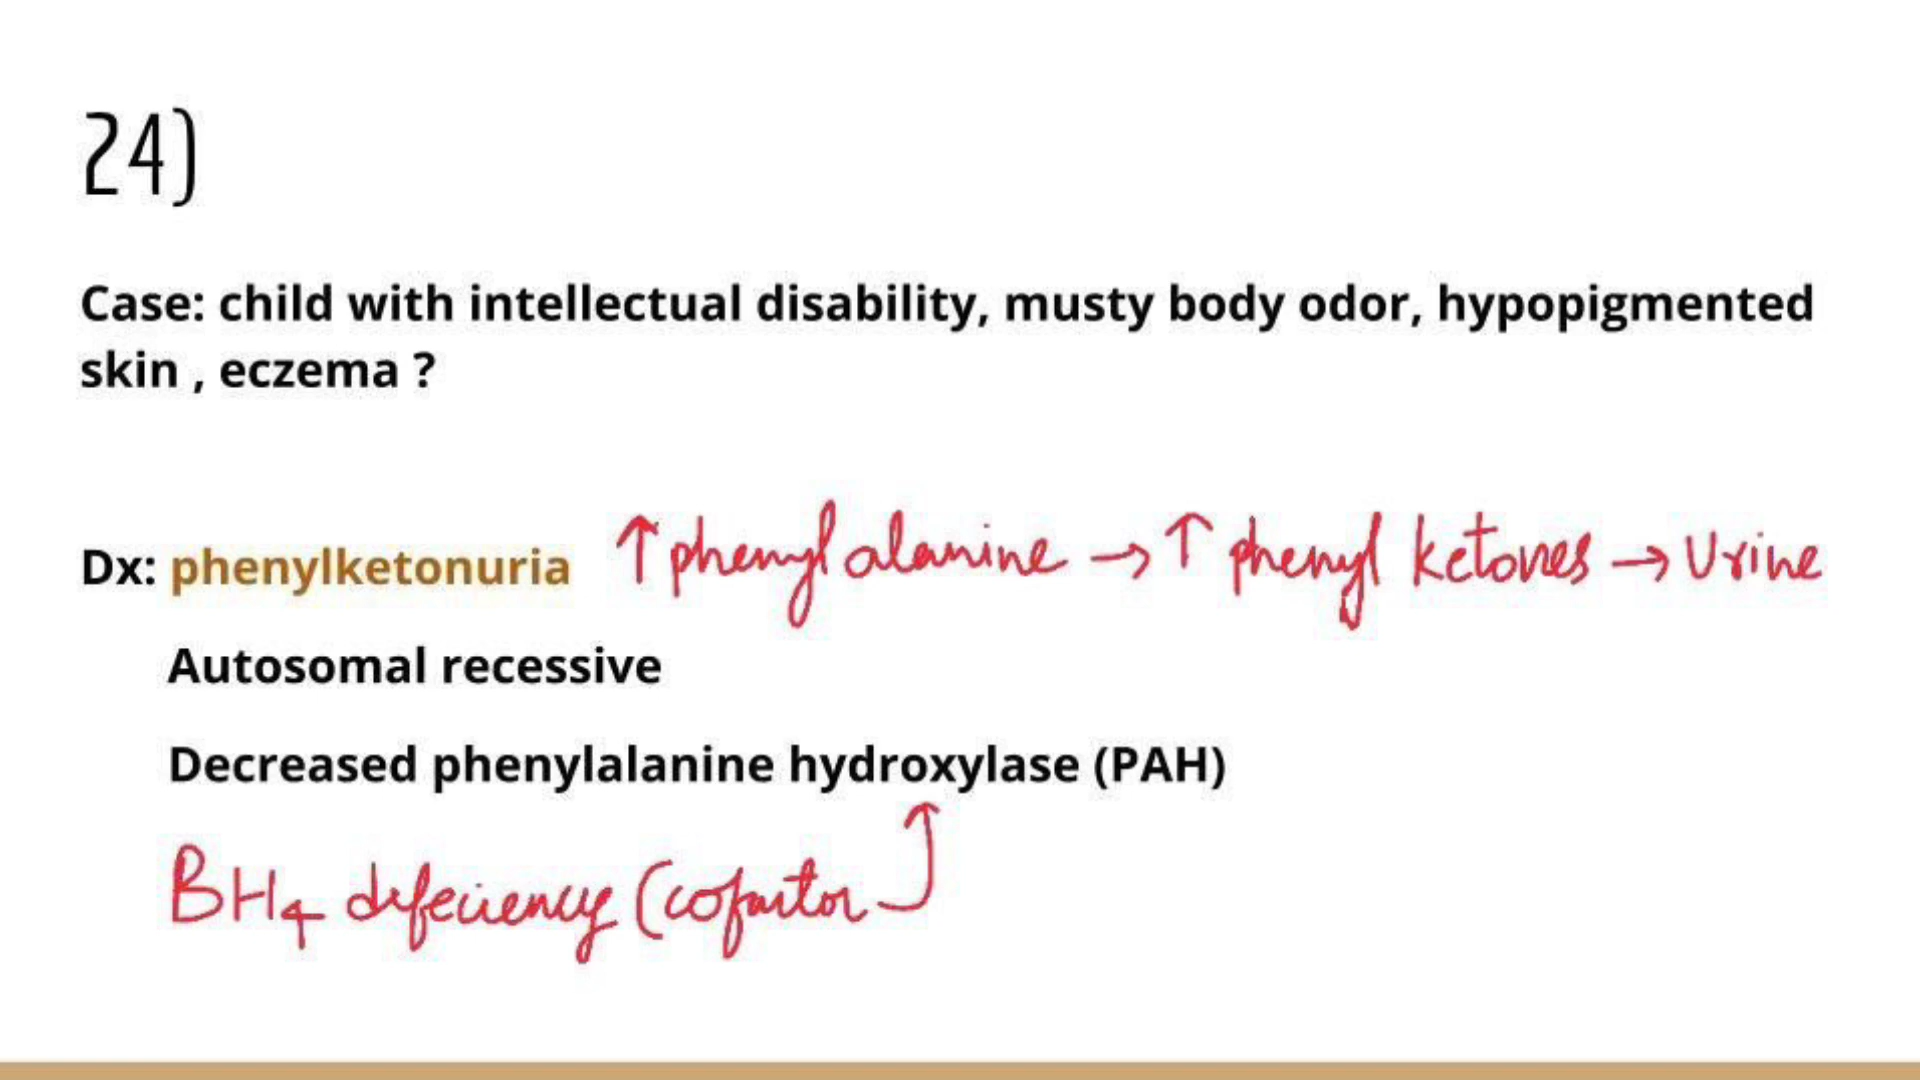 24)
Case: child with intellectual disability, musty body odor, hypopigmented
skin , eczema ?
Dx: phenylketonuria ↑ phenylalanine → ↑ phenyl ketones → Urine
Autosomal recessive
Decreased phenylalanine hydroxylase (PAH)
BH4 defeciency (cofactor